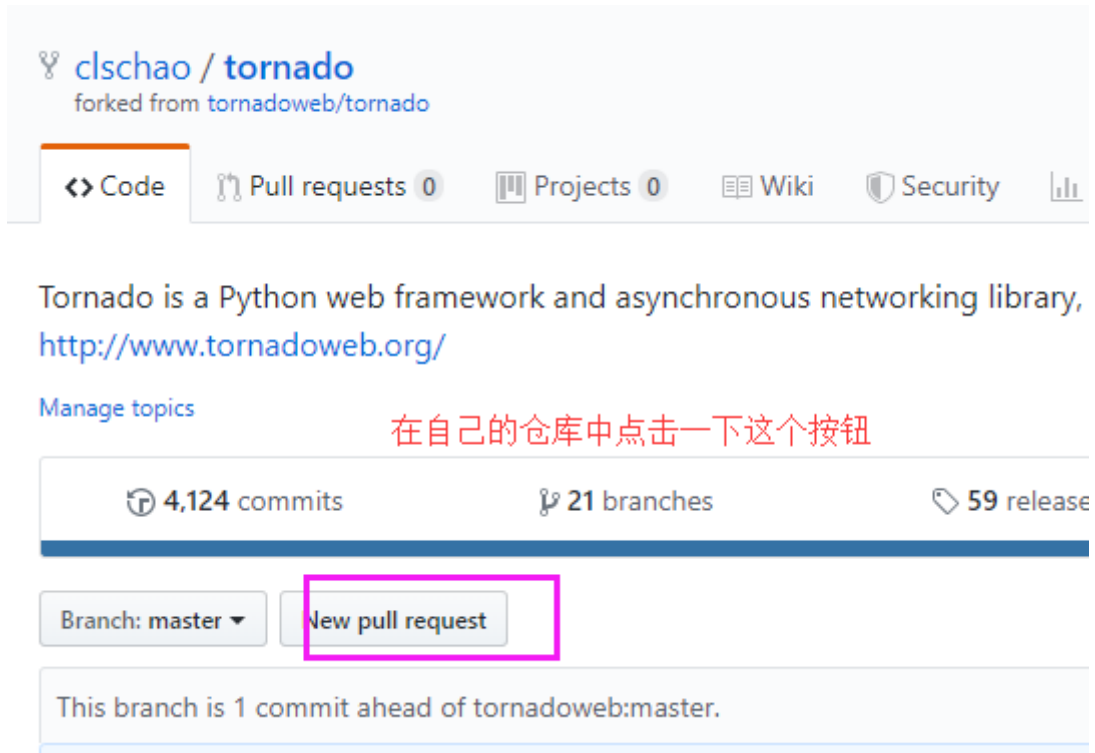 clschao / tornado
forked from tornadoweb/tornado
<> Code Pull requests 0 Projects 0 Wiki Security
Tornado is a Python web framework and asynchronous networking library,
http://www.tornadoweb.org/
Manage topics
在自己的仓库中点击一下这个按钮
4,124 commits 21 branches 59 release
Branch: master New pull request
This branch is 1 commit ahead of tornadoweb:master.